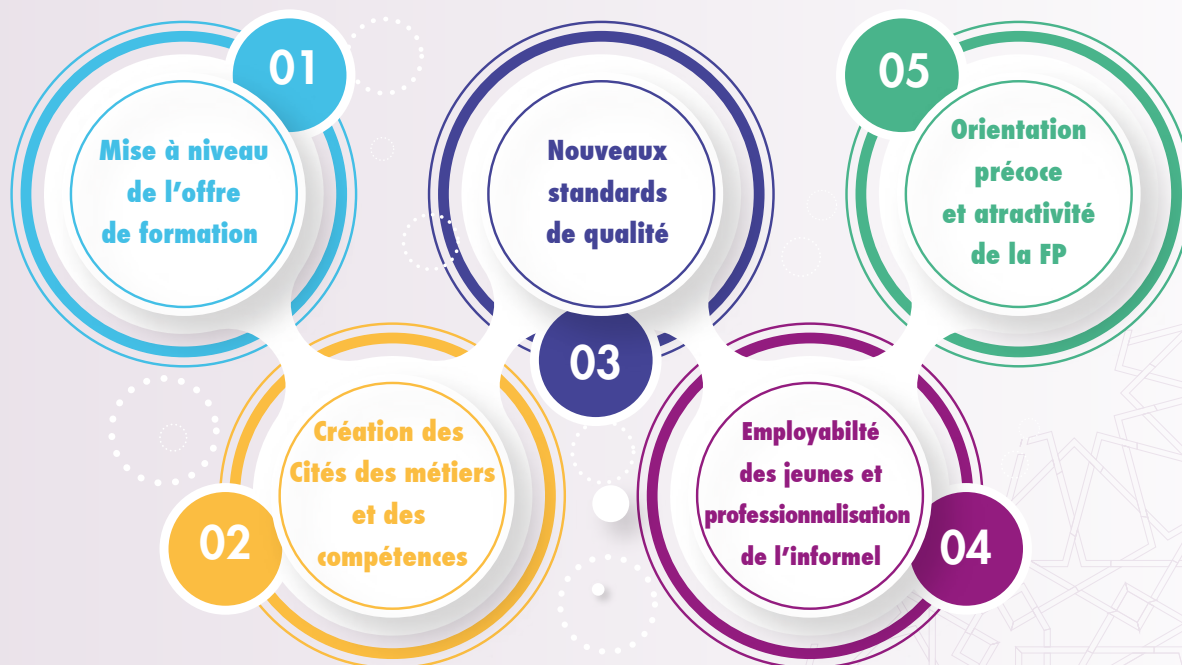 01
Mise à niveau
de l'offre
de formation
02
Création des
Cités des métiers
et des
compétences
03
Nouveaux
standards
de qualité
04
Employabilté
des jeunes et
professionnalisation
de l'informel
05
Orientation
précoce
et atractivité
de la FP